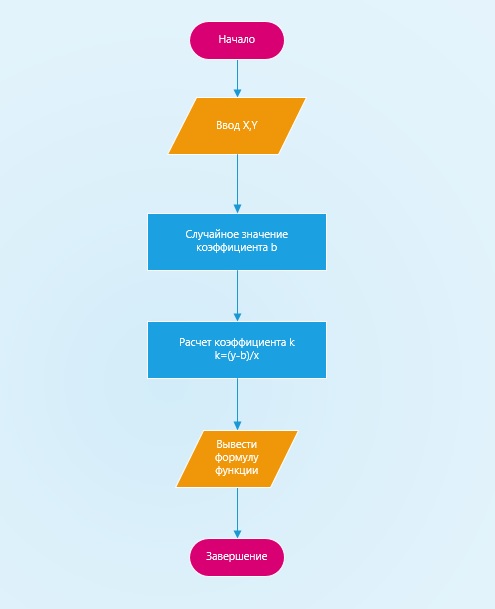 Начало
Ввод X,Y
Случайное значение
коэффициента b
Расчет коэффициента k
k=(y-b)/x
Вывести
формулу
функции
Завершение